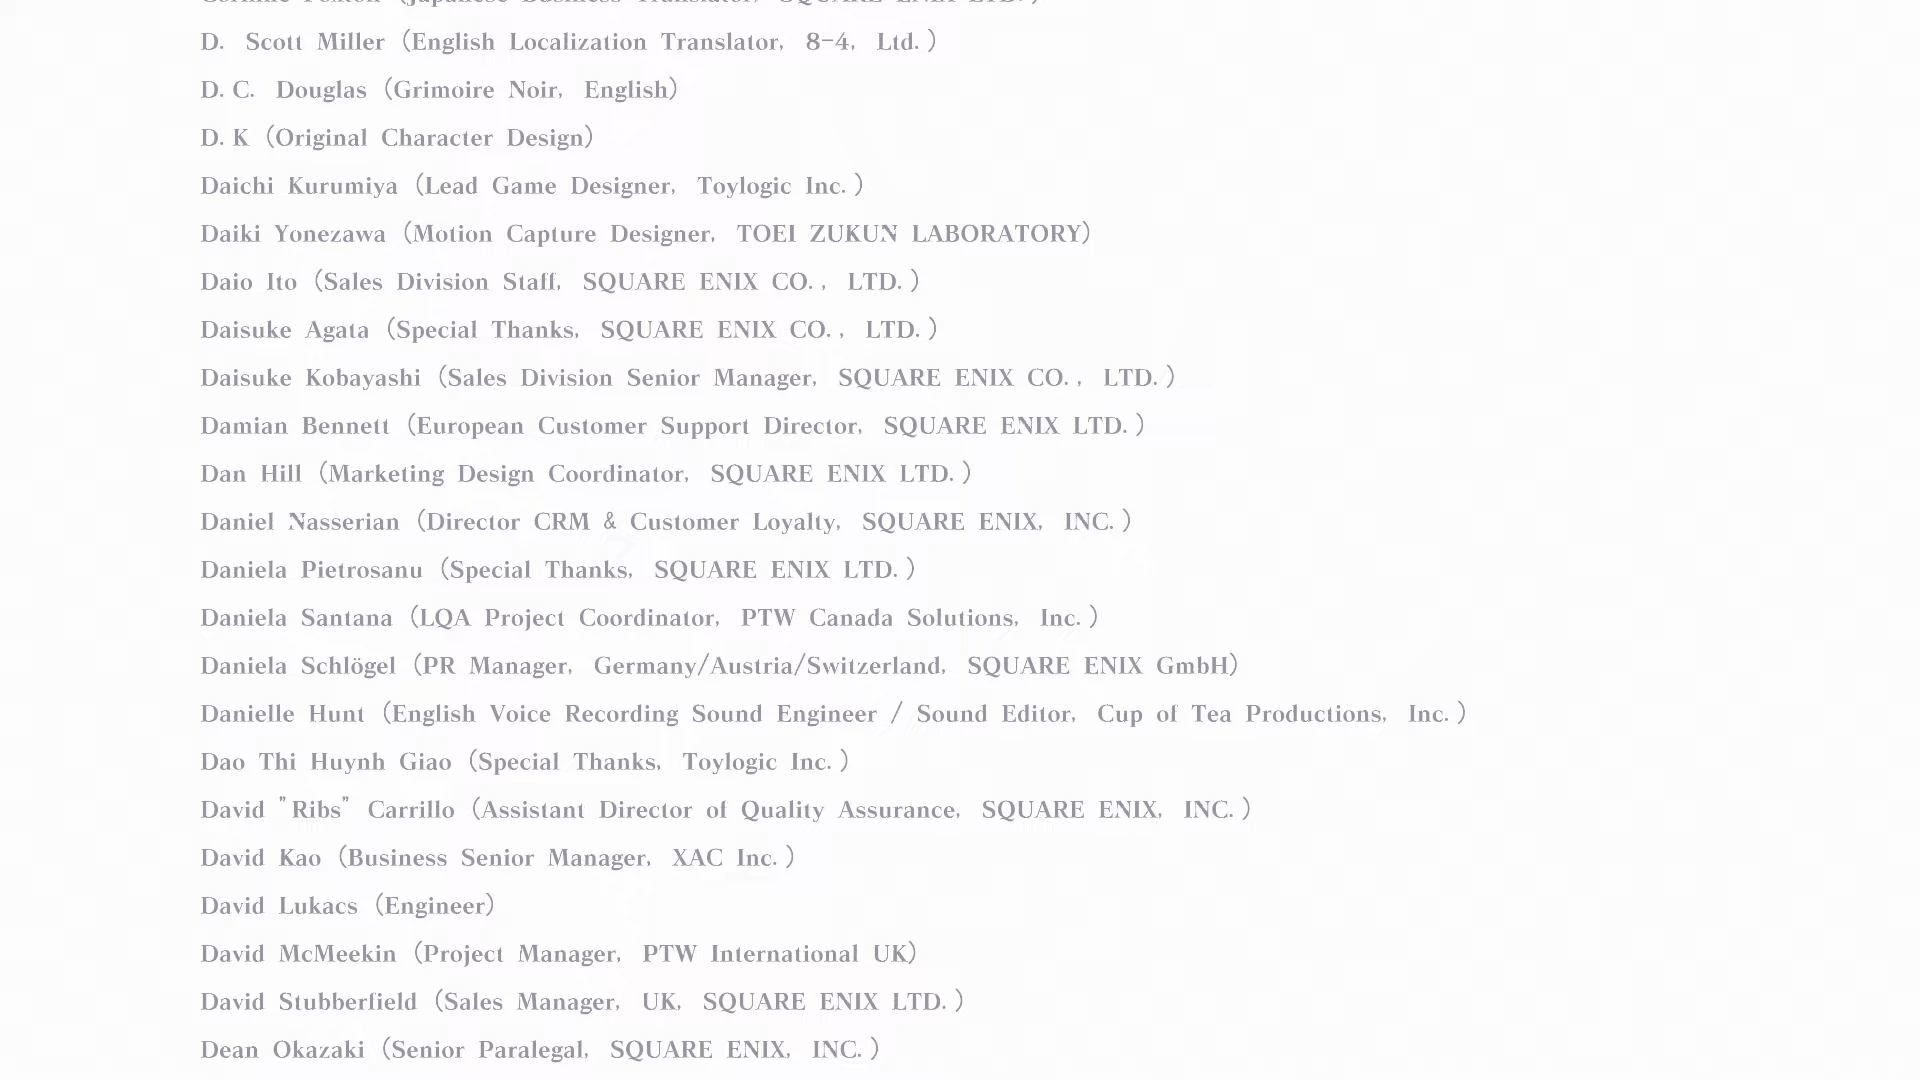 (Japanese Business Translator, SQUARE ENIX LTD.)
D. Scott Miller (English Localization Translator, 8-4, Ltd.)
D.C. Douglas (Grimoire Noir, English)
D.K (Original Character Design)
Daichi Kurumiya (Lead Game Designer, Toylogic Inc.)
Daiki Yonezawa (Motion Capture Designer, TOEI ZUKUN LABORATORY)
Daio Ito (Sales Division Staff, SQUARE ENIX CO., LTD.)
Daisuke Agata (Special Thanks, SQUARE ENIX CO., LTD.)
Daisuke Kobayashi (Sales Division Senior Manager, SQUARE ENIX CO., LTD.)
Damian Bennett (European Customer Support Director, SQUARE ENIX LTD.)
Dan Hill (Marketing Design Coordinator, SQUARE ENIX LTD.)
Daniel Nasserian (Director CRM & Customer Loyalty, SQUARE ENIX, INC.)
Daniela Pietrosanu (Special Thanks, SQUARE ENIX LTD.)
Daniela Santana (LQA Project Coordinator, PTW Canada Solutions, Inc.)
Daniela Schlögel (PR Manager, Germany/Austria/Switzerland, SQUARE ENIX GmbH)
Danielle Hunt (English Voice Recording Sound Engineer / Sound Editor, Cup of Tea Productions, Inc.)
Dao Thi Huynh Giao (Special Thanks, Toylogic Inc.)
David "Ribs" Carrillo (Assistant Director of Quality Assurance, SQUARE ENIX, INC.)
David Kao (Business Senior Manager, XAC Inc.)
David Lukacs (Engineer)
David McMeekin (Project Manager, PTW International UK)
David Stubberfield (Sales Manager, UK, SQUARE ENIX LTD.)
Dean Okazaki (Senior Paralegal, SQUARE ENIX, INC.)